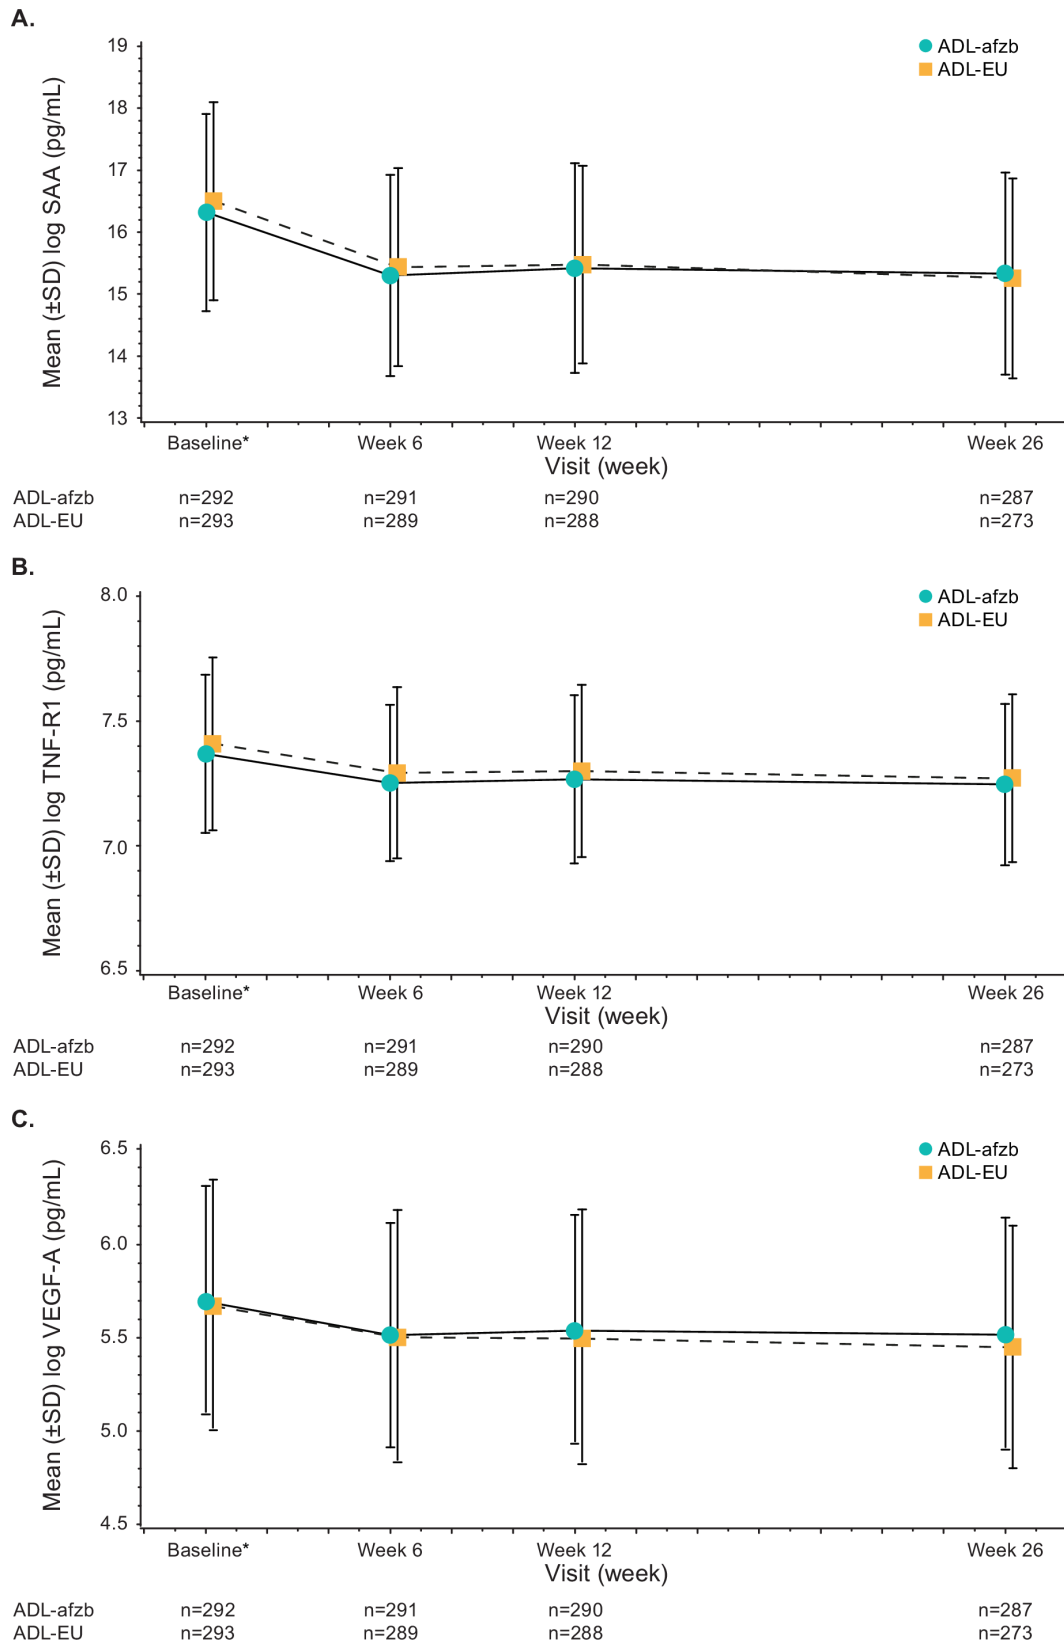 A.
19
18
17
16
15
14
13
Mean (±SD) log SAA (pg/mL)
ADL-afzb
ADL-EU
Baseline* Week 6 Week 12 Week 26
Visit (week)
ADL-afzb n=292 n=291 n=290 n=287
ADL-EU n=293 n=289 n=288 n=273
B.
8.0
7.5
7.0
6.5
Mean (±SD) log TNF-R1 (pg/mL)
ADL-afzb
ADL-EU
Baseline* Week 6 Week 12 Week 26
Visit (week)
ADL-afzb n=292 n=291 n=290 n=287
ADL-EU n=293 n=289 n=288 n=273
C.
6.5
6.0
5.5
5.0
4.5
Mean (±SD) log VEGF-A (pg/mL)
ADL-afzb
ADL-EU
Baseline* Week 6 Week 12 Week 26
Visit (week)
ADL-afzb n=292 n=291 n=290 n=287
ADL-EU n=293 n=289 n=288 n=273